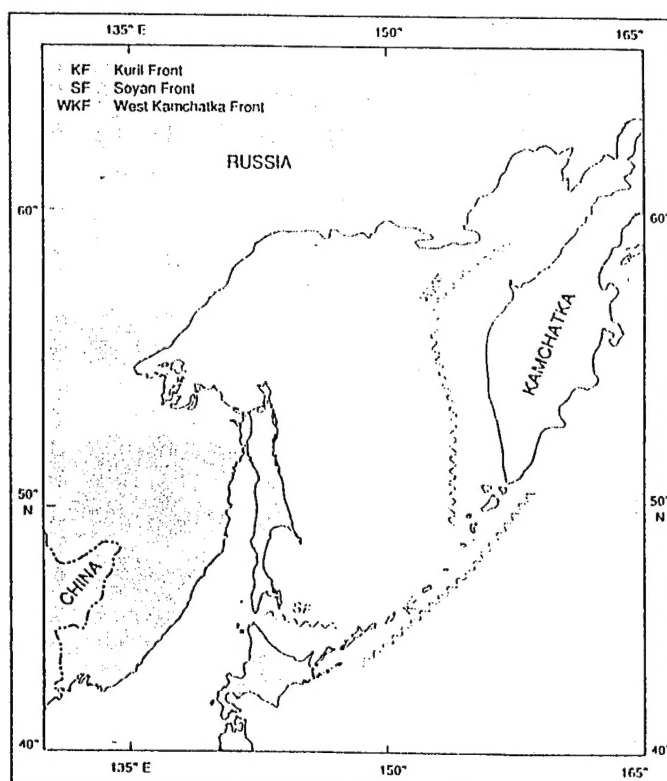 135° E 150° 165°
KF Kuril Front
SF Soyan Front
WKF West Kamchatka Front
RUSSIA
60° 60°
KAMCHATKA
50° N 50° N
CHINA
SF
40° 40°
135° E 150° 165°